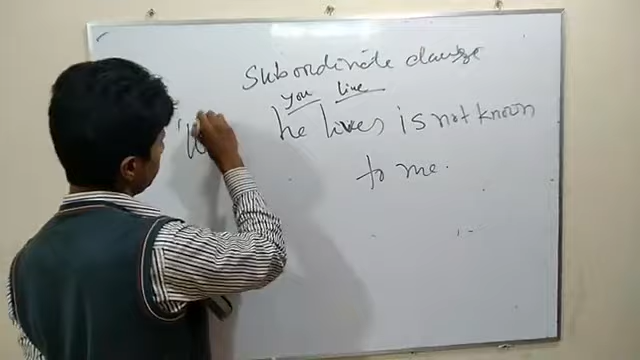 Subordinate clause
you live
he lives is not known
to me.